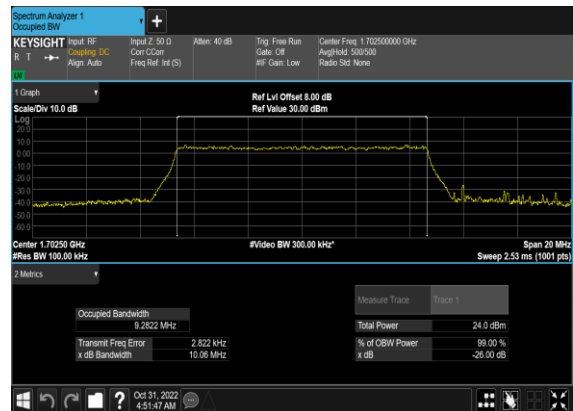 Spectrum Analyzer 1
Occupied BW
+
KEYSIGHT Input: RF Input Z: 50 Ω Atten: 40 dB Trig: Free Run Center Freq: 1.702500000 GHz
R T Coupling: DC Corr CCorr Gate: Off Avg|Hold: 500/500
Align: Auto Freq Ref: Int (S) #IF Gain: Low Radio Std: None
1 Graph
Ref Lvl Offset 8.00 dB
Scale/Div 10.0 dB Ref Value 30.00 dBm
Log
20.0
10.0
0.00
-10.0
-20.0
-30.0
-40.0
-50.0
-60.0
Center 1.70250 GHz #Video BW 300.00 kHz* Span 20 MHz
#Res BW 100.00 kHz Sweep 2.53 ms (1001 pts)
2 Metrics
Measure Trace Trace 1
Occupied Bandwidth
9.2822 MHz Total Power 24.0 dBm
Transmit Freq Error 2.822 kHz % of OBW Power 99.00 %
x dB Bandwidth 10.06 MHz x dB -26.00 dB
? Oct 31, 2022
4:51:47 AM